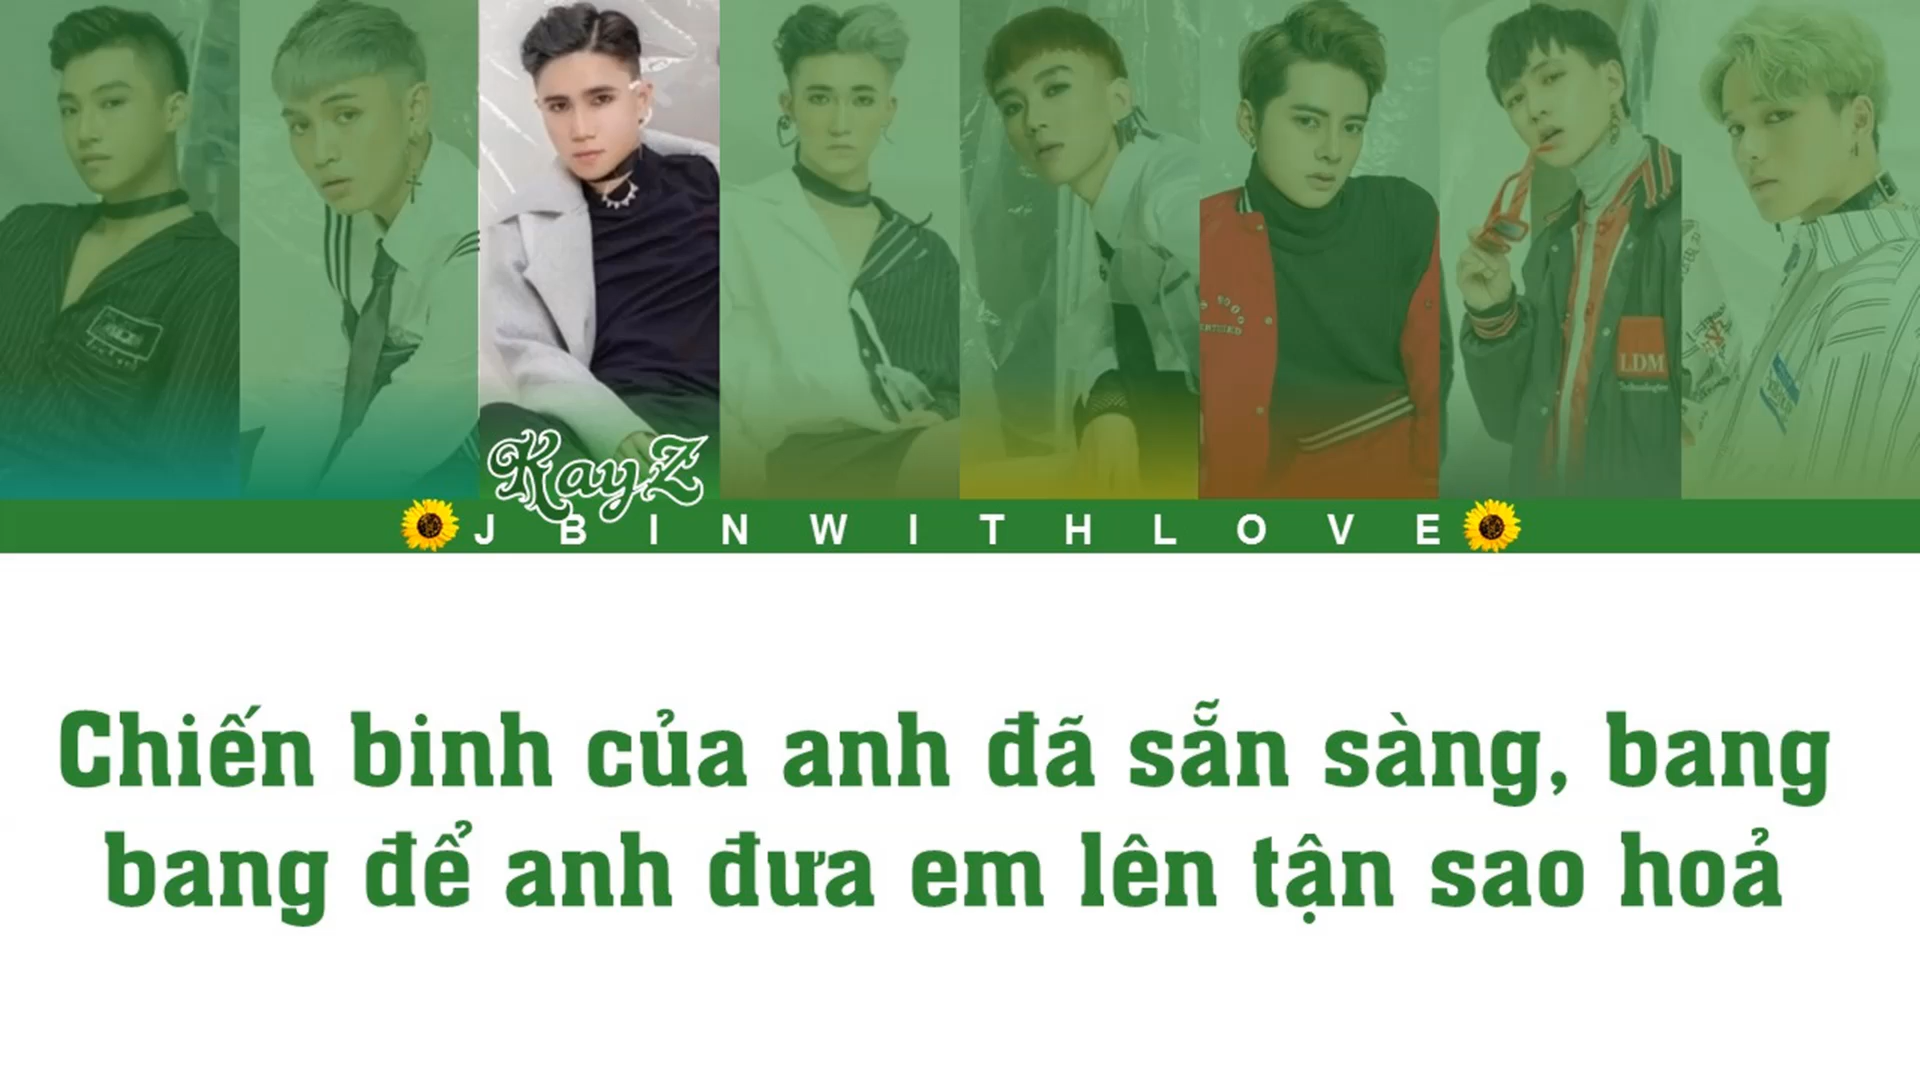 LDM
KayZ
JBINWITHLOVE
Chiến binh của anh đã sẵn sàng, bang
bang để anh đưa em lên tận sao hoả